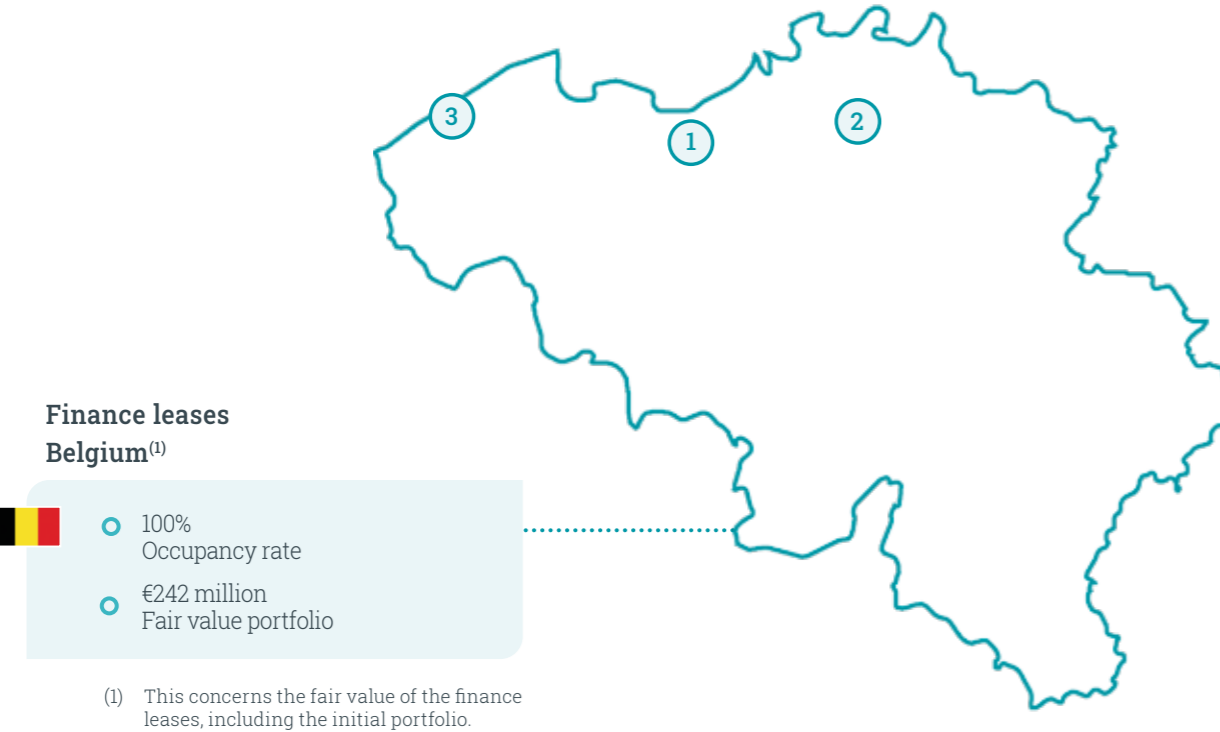 3
1
2
Finance leases
Belgium(1)
100%
Occupancy rate
€242 million
Fair value portfolio
(1) This concerns the fair value of the finance
leases, including the initial portfolio.